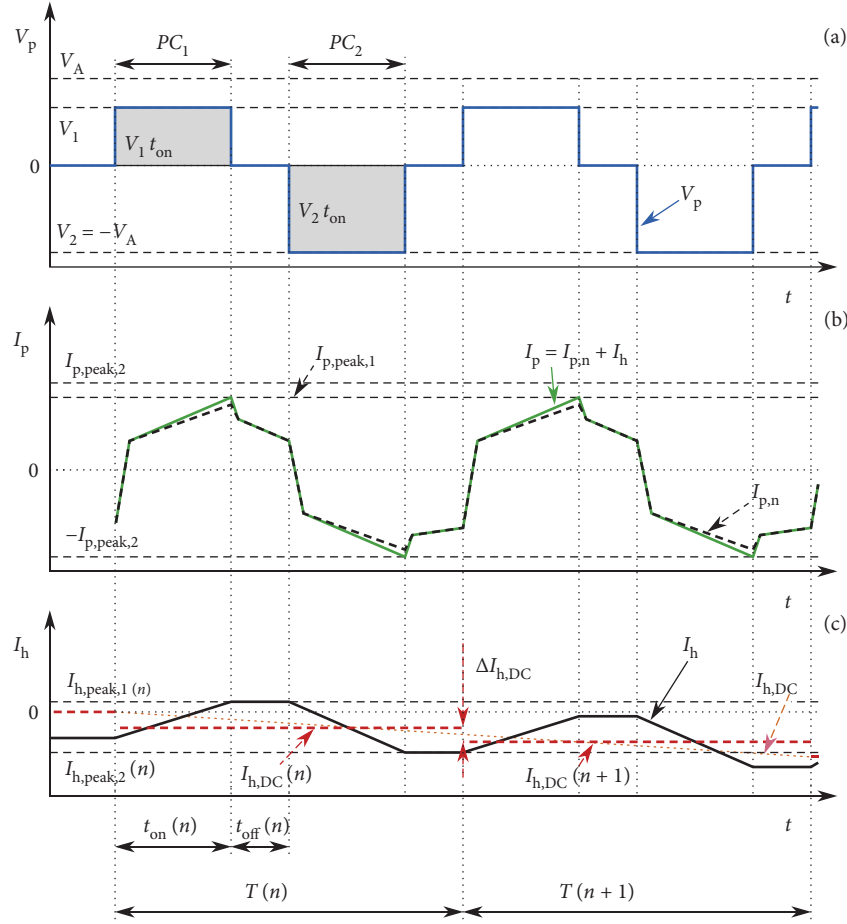 (a)
V_p
PC_1
PC_2
V_A
V_1
V_1 t_on
0
V_2 t_on
V_p
V_2 = −V_A
t
(b)
I_p
I_p,peak,2
I_p,peak,1
I_p = I_p,n + I_h
0
I_p,n
−I_p,peak,2
t
(c)
I_h
I_h,peak,1 (n)
ΔI_h,DC
I_h
I_h,DC
0
I_h,peak,2 (n)
I_h,DC (n)
I_h,DC (n + 1)
t_on (n)
t_off (n)
t
T (n)
T (n + 1)